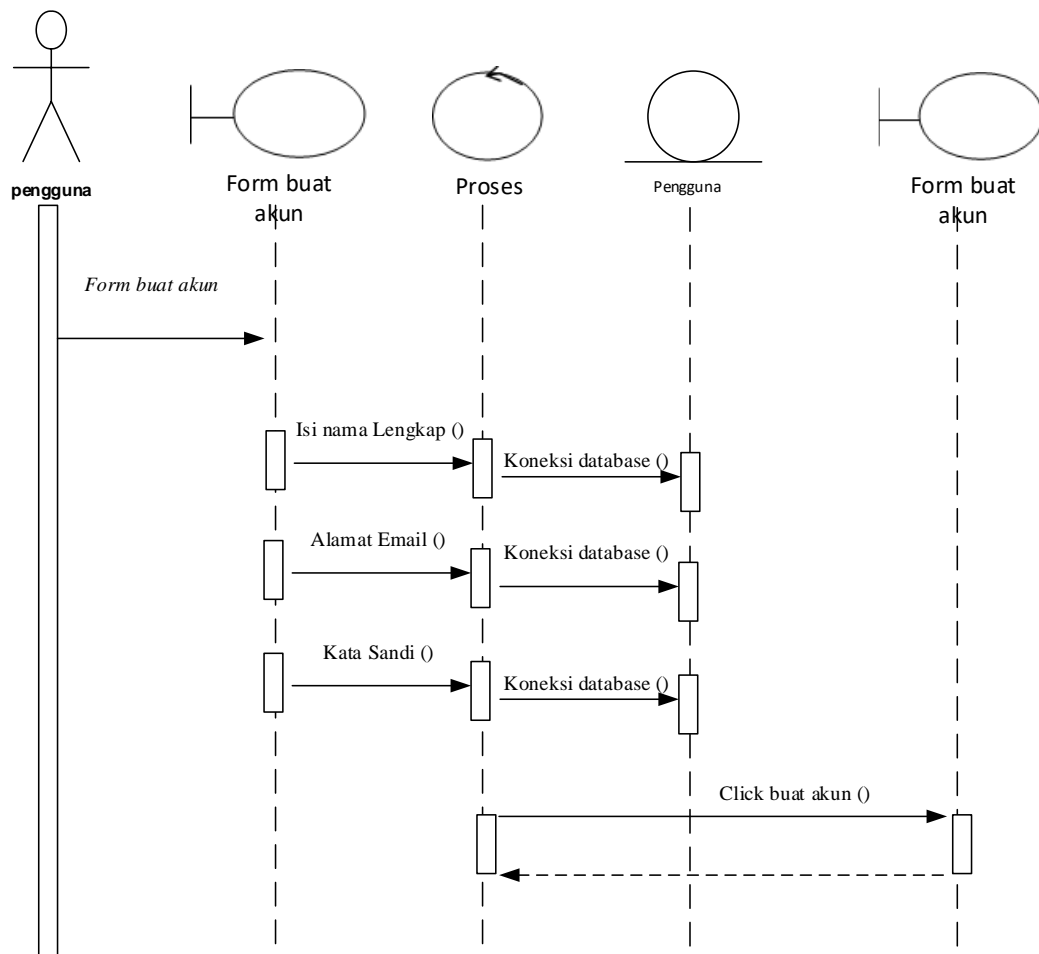 pengguna
Form buat
akun
Proses
Pengguna
Form buat
akun
Form buat akun
Isi nama Lengkap ()
Koneksi database ()
Alamat Email ()
Koneksi database ()
Kata Sandi ()
Koneksi database ()
Click buat akun ()